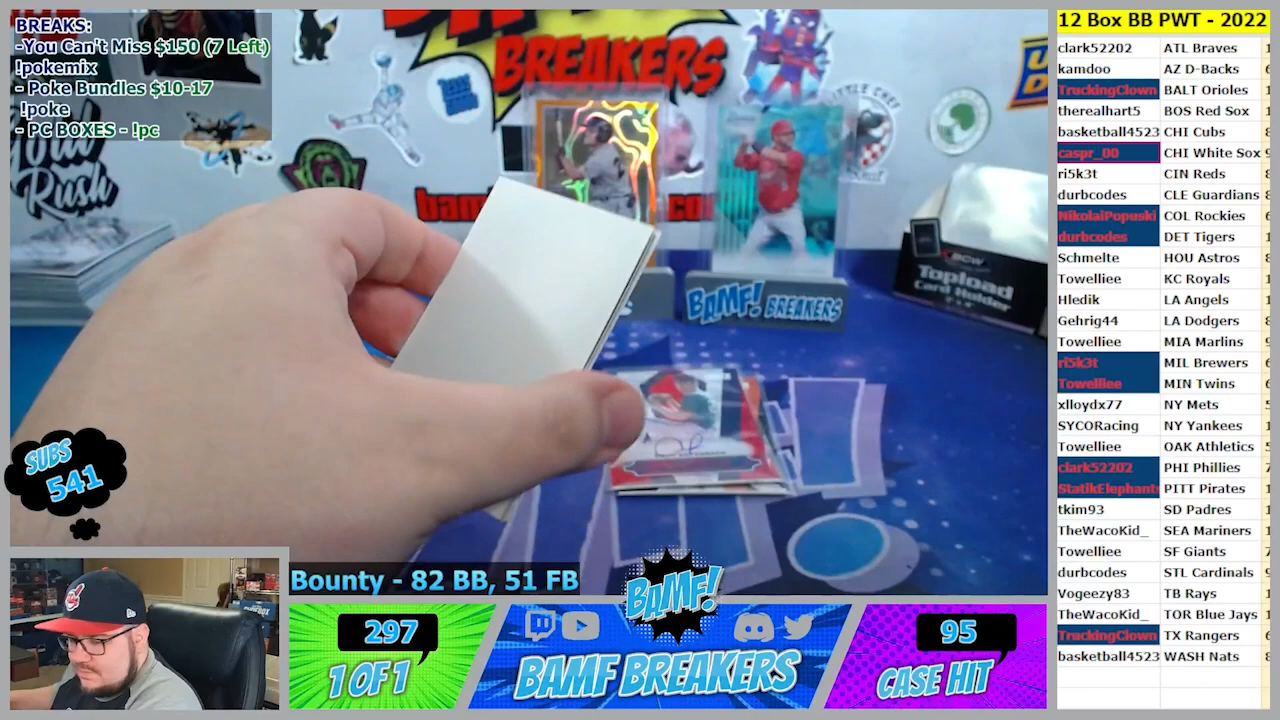 BREAKS:
-You Can't Miss $150 (7 Left)
!pokemix
- Poke Bundles $10-17
!poke
- PC BOXES - !pc
BREAKERS
BCW
Topload
Card Holder
BAMF! BREAKERS
Rush
SUBS
541
Bounty - 82 BB, 51 FB
BAMF!
297
1 OF 1
BAMF BREAKERS
95
CASE HIT
12 Box BB PWT - 2022
clark52202 ATL Braves
kamdoo AZ D-Backs
TruckingClown BALT Orioles
therealhart5 BOS Red Sox
basketball4523 CHI Cubs
caspr_00 CHI White Sox
ri5k3t CIN Reds
durbcodes CLE Guardians
NikolaiPopuski COL Rockies
durbcodes DET Tigers
Schmelte HOU Astros
Towelliee KC Royals
Hledik LA Angels
Gehrig44 LA Dodgers
Towelliee MIA Marlins
ri5k3t MIL Brewers
Towelliee MIN Twins
xlloydx77 NY Mets
SYCORacing NY Yankees
Towelliee OAK Athletics
clark52202 PHI Phillies
StatikElephant PITT Pirates
tkim93 SD Padres
TheWacoKid_ SEA Mariners
Towelliee SF Giants
durbcodes STL Cardinals
Vogeezy83 TB Rays
TheWacoKid_ TOR Blue Jays
TruckingClown TX Rangers
basketball4523 WASH Nats